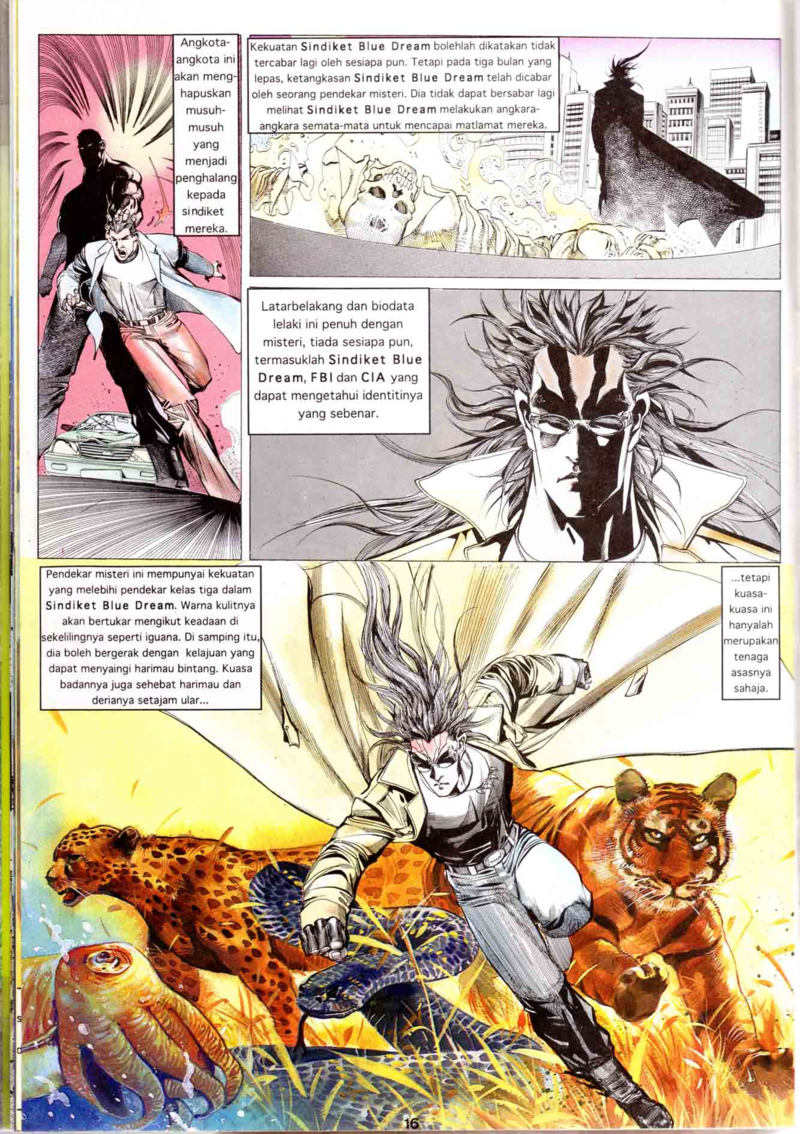 Angkota-
angkota ini
akan meng-
hapuskan
musuh-
musuh
yang
menjadi
penghalang
kepada
sindiket
mereka.
Kekuatan Sindiket Blue Dream bolehlah dikatakan tidak
tercabar lagi oleh sesiapa pun. Tetapi pada tiga bulan yang
lepas, ketangkasan Sindiket Blue Dream telah dicabar
oleh seorang pendekar misteri. Dia tidak dapat bersabar lagi
melihat Sindiket Blue Dream melakukan angkara-
angkara semata-mata untuk mencapai matlamat mereka.
Latarbelakang dan biodata
lelaki ini penuh dengan
misteri, tiada sesiapa pun,
termasuklah Sindiket Blue
Dream, FBI dan CIA yang
dapat mengetahui identitinya
yang sebenar.
Pendekar misteri ini mempunyai kekuatan
yang melebihi pendekar kelas tiga dalam
Sindiket Blue Dream. Warna kulitnya
akan bertukar mengikut keadaan di
sekelilingnya seperti iguana. Di samping itu,
dia boleh bergerak dengan kelajuan yang
dapat menyaingi harimau bintang. Kuasa
badannya juga sehebat harimau dan
derianya setajam ular...
...tetapi
kuasa-
kuasa ini
hanyalah
merupakan
tenaga
asasnya
sahaja.
16